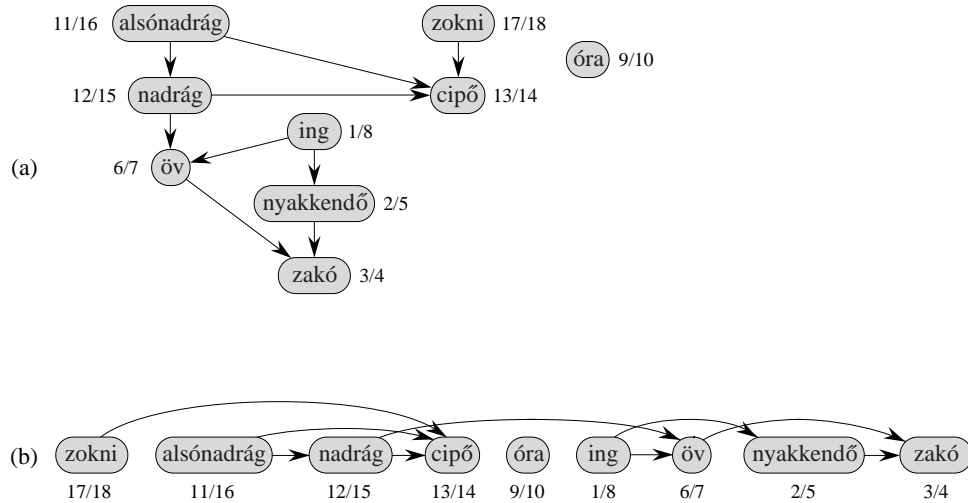 11/16 alsónadrág zokni 17/18
óra 9/10
12/15 nadrág cipő 13/14
ing 1/8
(a) 6/7 öv
nyakkendő 2/5
zakó 3/4
(b) zokni alsónadrág nadrág cipő óra ing öv nyakkendő zakó
17/18 11/16 12/15 13/14 9/10 1/8 6/7 2/5 3/4